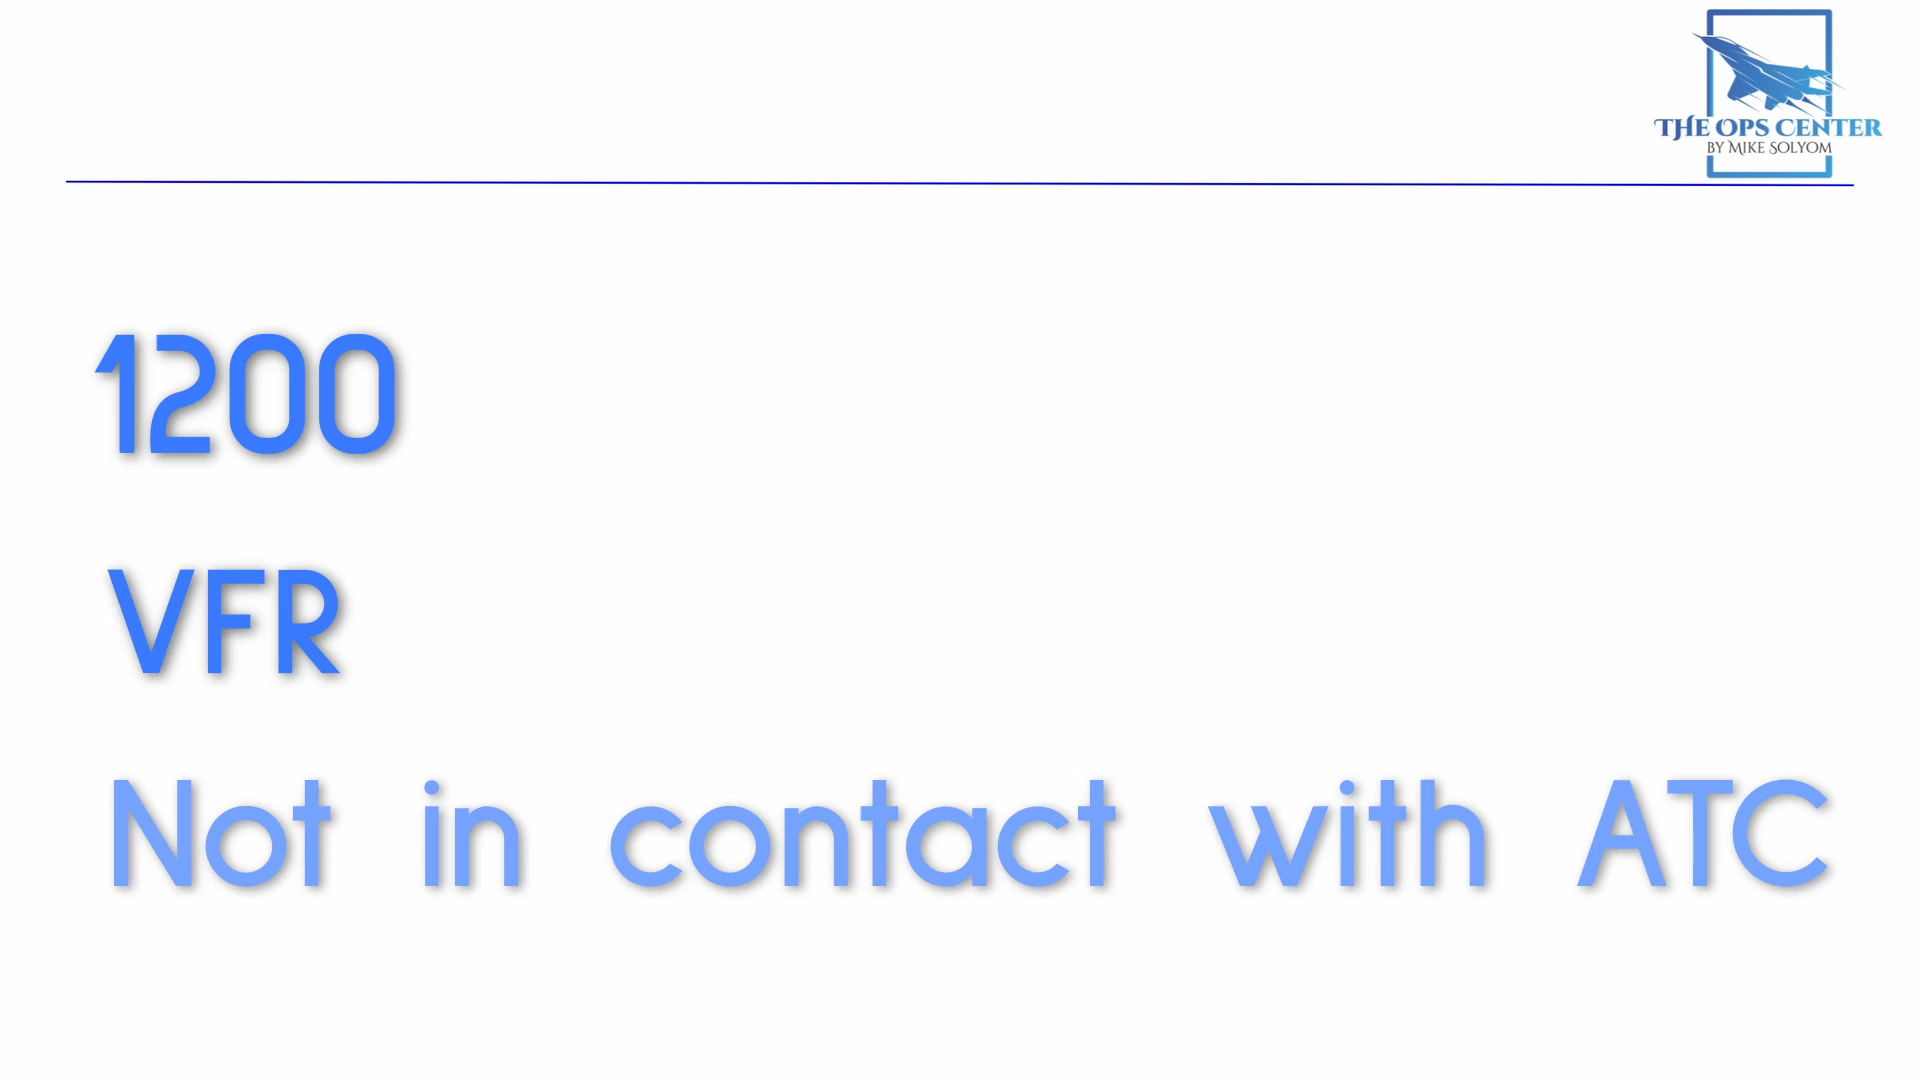 THE OPS CENTER
BY MIKE SOLYOM
1200
VFR
Not in contact with ATC